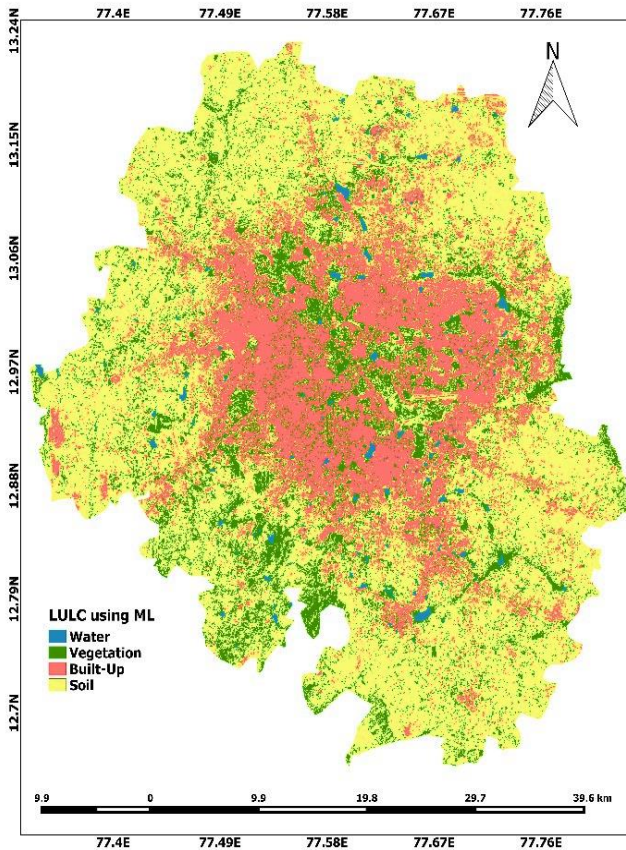 77.4E 77.49E 77.58E 77.67E 77.76E
13.24N
N
13.15N
13.06N
12.97N
12.88N
12.79N
LULC using ML
Water
Vegetation
Built-Up
Soil
12.7N
9.9 0 9.9 19.8 29.7 39.6 km
77.4E 77.49E 77.58E 77.67E 77.76E